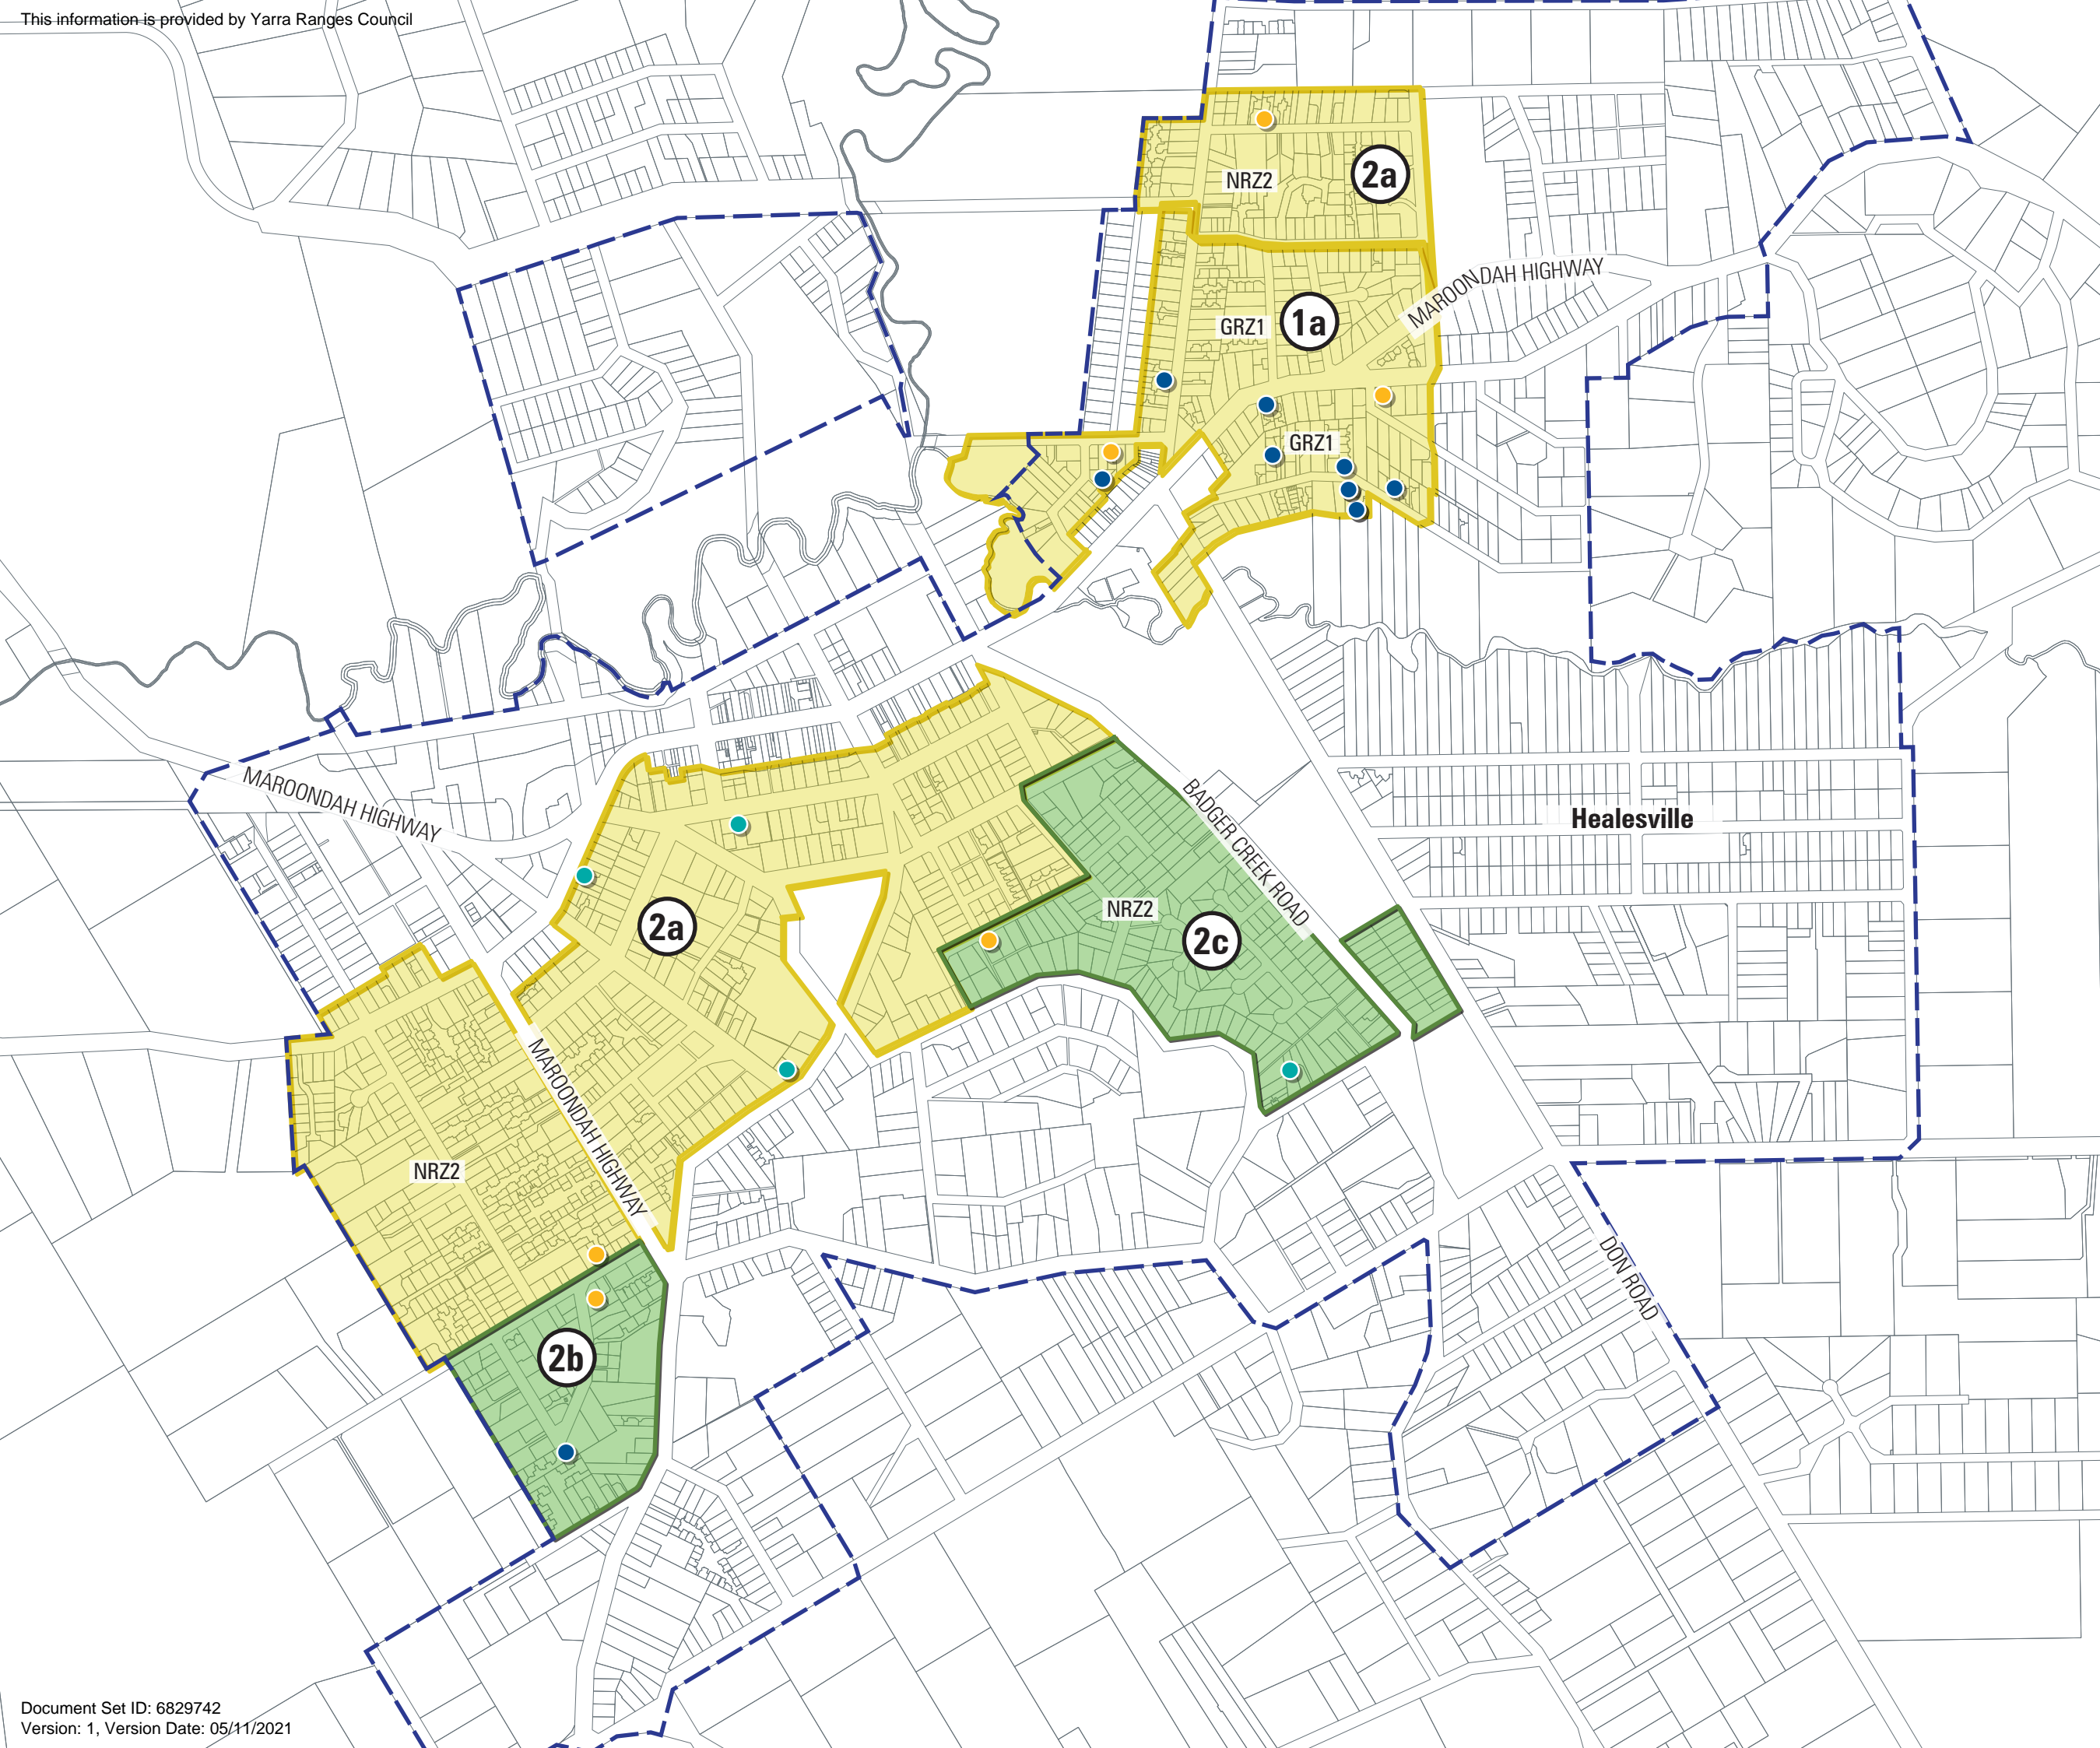 This information is provided by Yarra Ranges Council
NRZ2
2a
MAROONDAH HIGHWAY
GRZ1
1a
GRZ1
MAROONDAH HIGHWAY
BADGER CREEK ROAD
Healesville
2a
NRZ2
2c
MAROONDAH HIGHWAY
NRZ2
DON ROAD
2b
Document Set ID: 6829742
Version: 1, Version Date: 05/11/2021